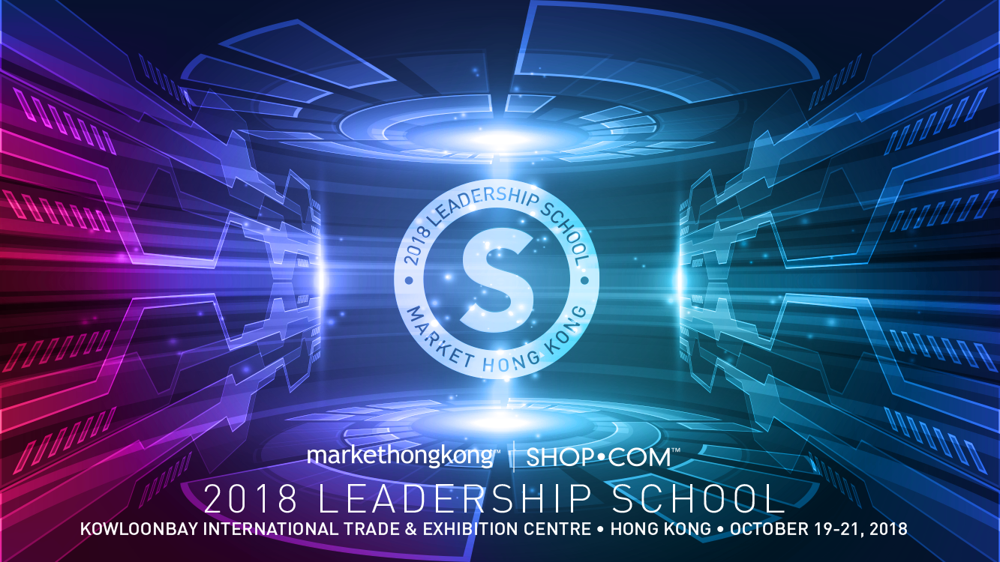 2018 LEADERSHIP SCHOOL
S
MARKET HONG KONG
markethongkong™ | SHOP•COM™
2018 LEADERSHIP SCHOOL
KOWLOONBAY INTERNATIONAL TRADE & EXHIBITION CENTRE • HONG KONG • OCTOBER 19-21, 2018